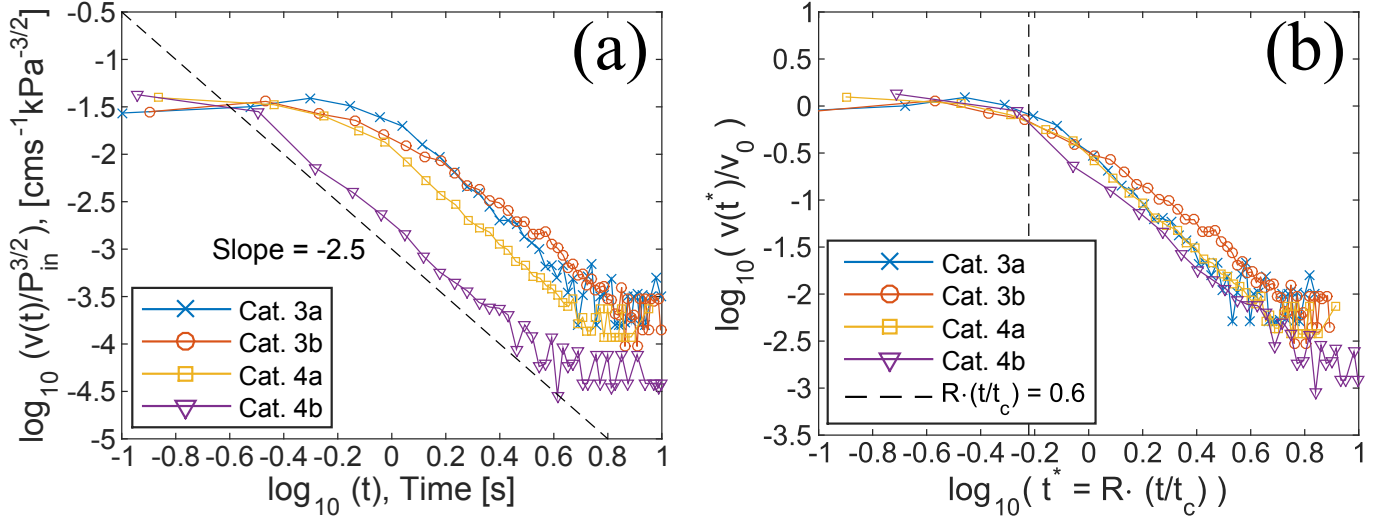 (a)
log10 (v(t)/Pin^3/2), [cms^-1kPa^-3/2]
-1
-1.5
-2
-2.5
-3
-3.5
-4
-4.5
-5
Slope = -2.5
Cat. 3a
Cat. 3b
Cat. 4a
Cat. 4b
-1 -0.8 -0.6 -0.4 -0.2 0 0.2 0.4 0.6 0.8 1
log10 (t), Time [s]
(b)
log10( v(t*)/v0)
1
0.5
0
-0.5
-1
-1.5
-2
-2.5
-3
-3.5
Cat. 3a
Cat. 3b
Cat. 4a
Cat. 4b
R·(t/tc) = 0.6
-1 -0.8 -0.6 -0.4 -0.2 0 0.2 0.4 0.6 0.8 1
log10( t* = R· (t/tc) )